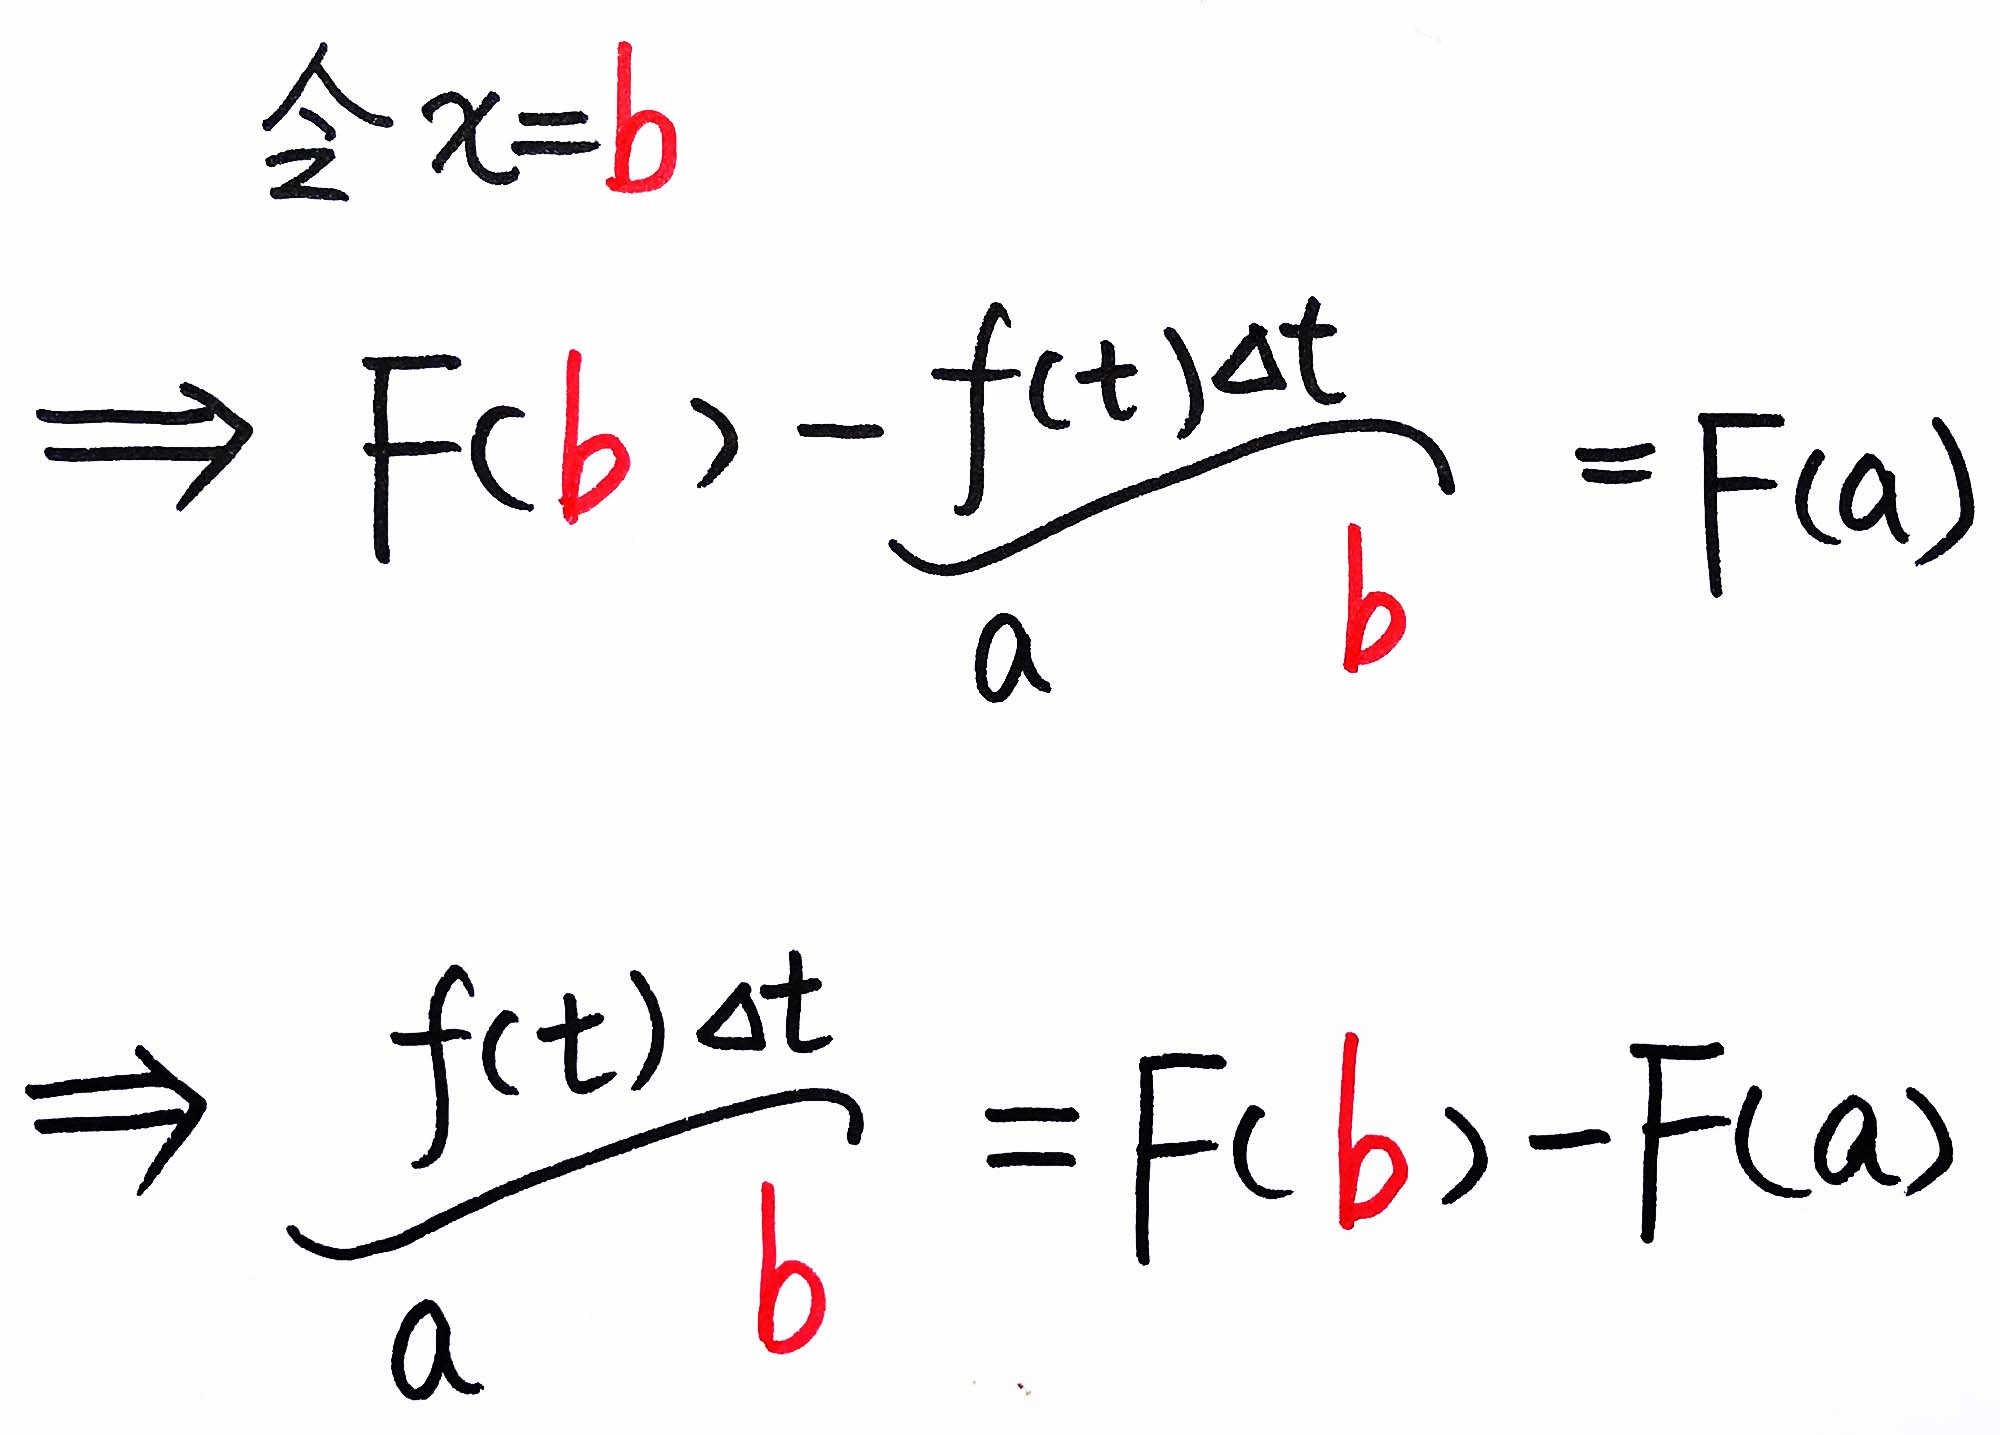 令 x=b
⇒ F(b) - f(t)Δt = F(a)
a b
⇒ f(t)Δt = F(b) - F(a)
a b